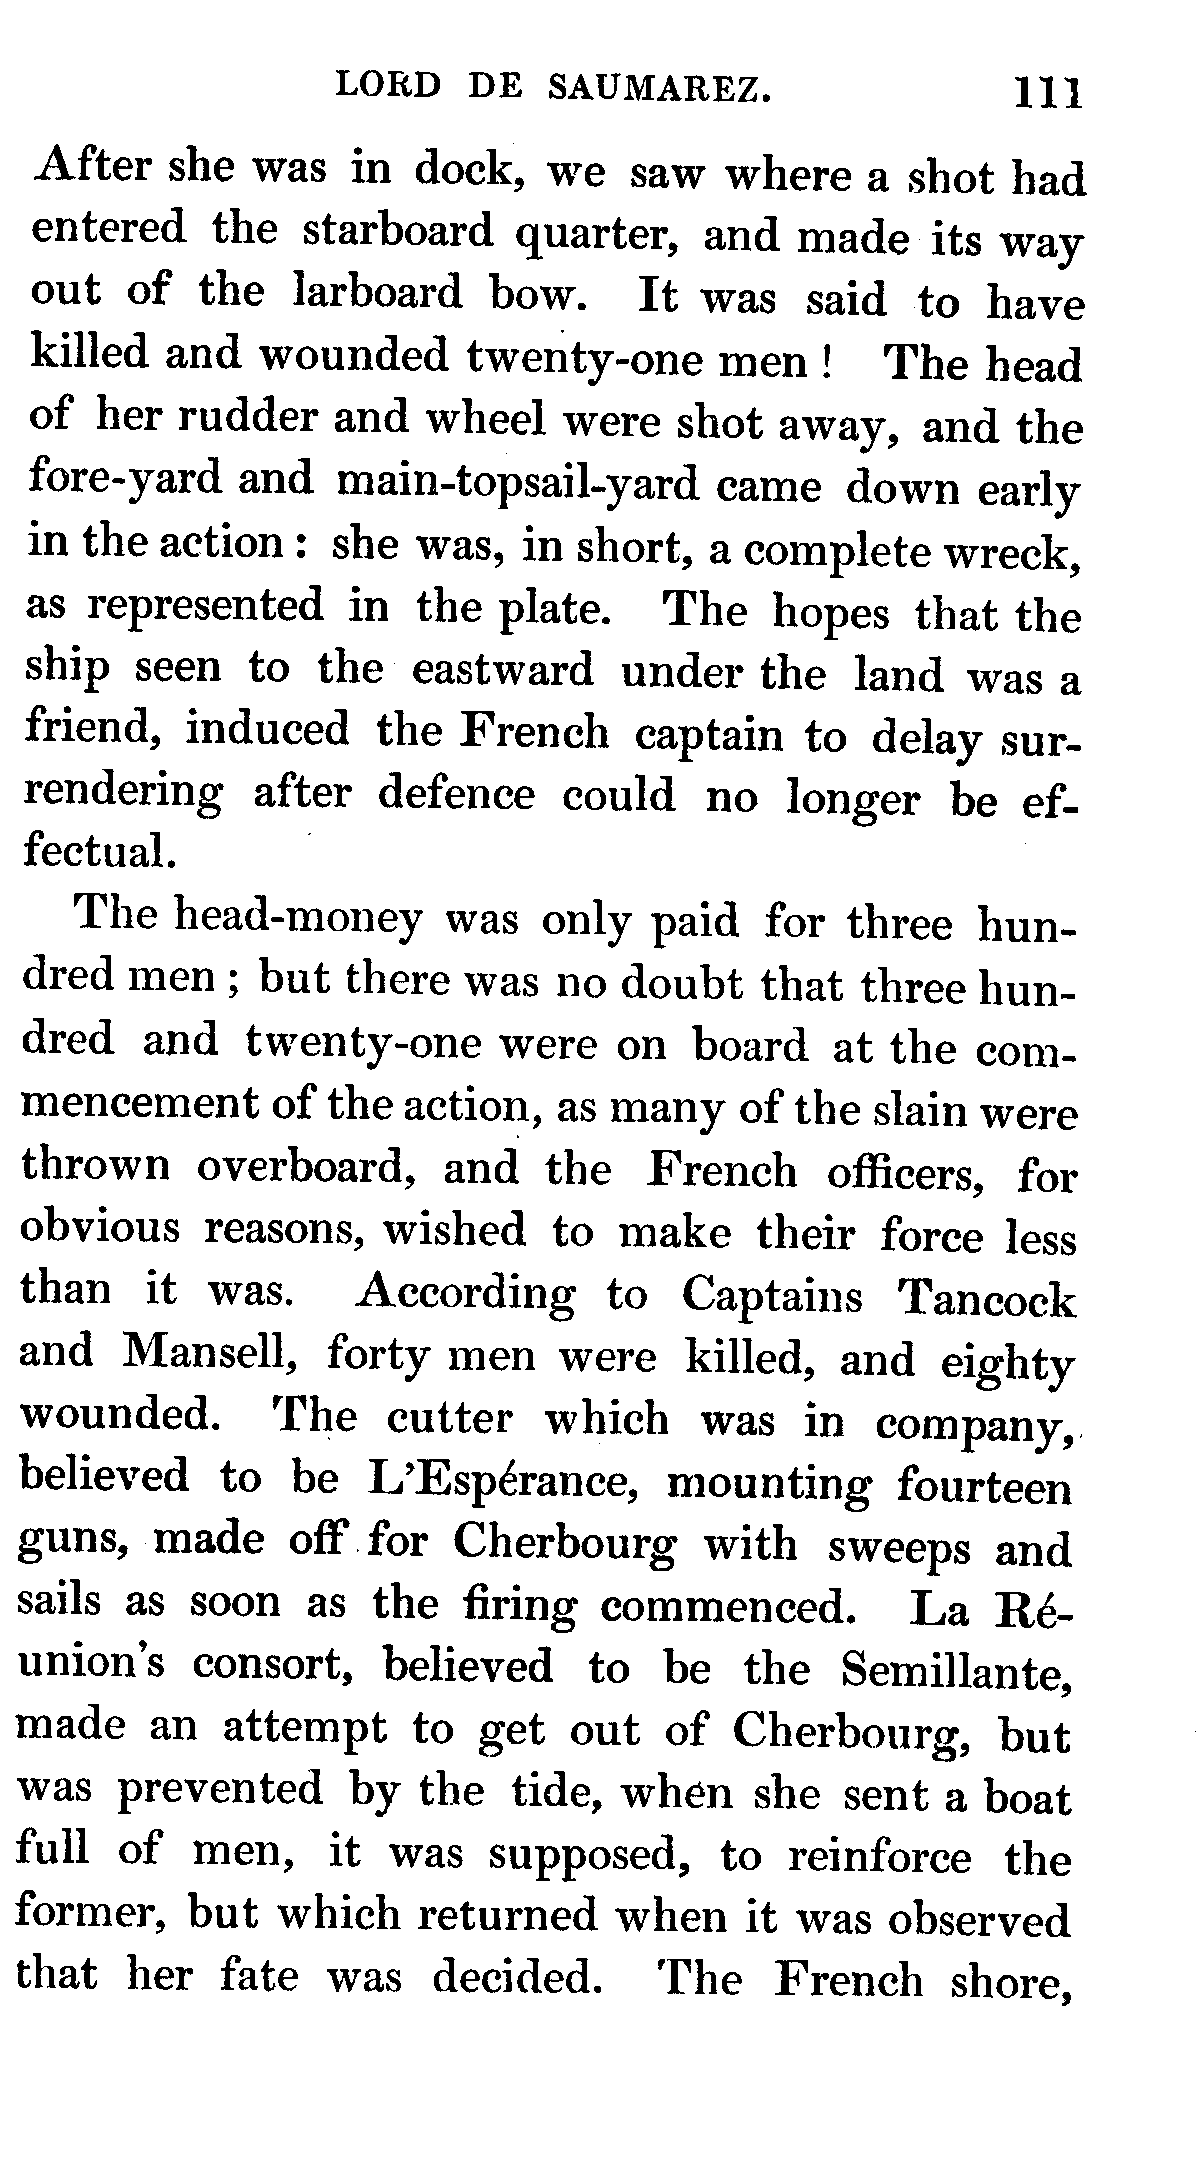 LORD DE SAUMAREZ. 111
After she was in dock, we saw where a shot had
entered the starboard quarter, and made its way
out of the larboard bow. It was said to have
killed and wounded twenty-one men ! The head
of her rudder and wheel were shot away, and the
fore-yard and main-topsail-yard came down early
in the action : she was, in short, a complete wreck,
as represented in the plate. The hopes that the
ship seen to the eastward under the land was a
friend, induced the French captain to delay sur-
rendering after defence could no longer be ef-
fectual.
The head-money was only paid for three hun-
dred men ; but there was no doubt that three hun-
dred and twenty-one were on board at the com-
mencement of the action, as many of the slain were
thrown overboard, and the French officers, for
obvious reasons, wished to make their force less
than it was. According to Captains Tancock
and Mansell, forty men were killed, and eighty
wounded. The cutter which was in company,
believed to be L'Espérance, mounting fourteen
guns, made off for Cherbourg with sweeps and
sails as soon as the firing commenced. La Ré-
union's consort, believed to be the Semillante,
made an attempt to get out of Cherbourg, but
was prevented by the tide, when she sent a boat
full of men, it was supposed, to reinforce the
former, but which returned when it was observed
that her fate was decided. The French shore,